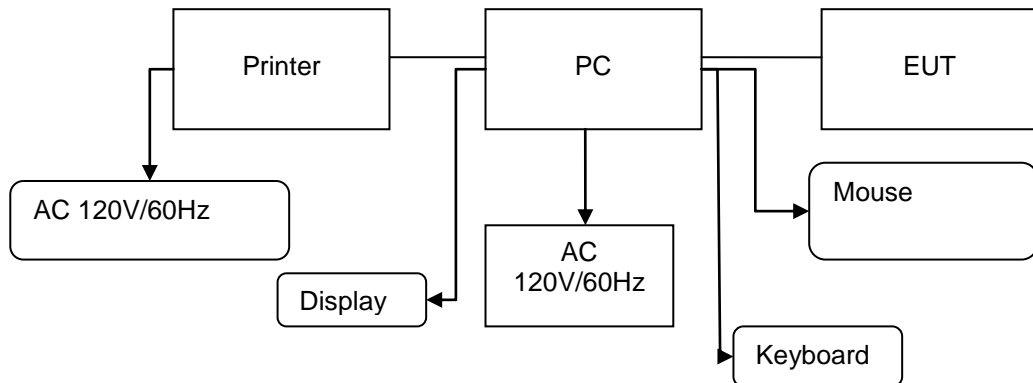 Printer
PC
EUT
AC 120V/60Hz
Mouse
AC
120V/60Hz
Display
Keyboard